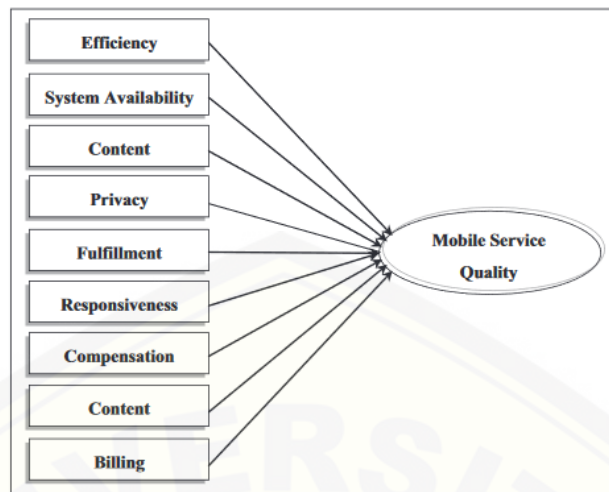 Efficiency
System Availability
Content
Privacy
Fulfillment
Responsiveness
Compensation
Content
Billing
Mobile Service
Quality